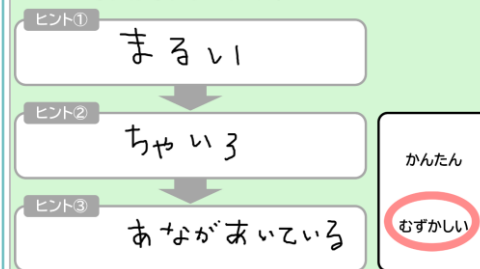 ヒント①
まるい
ヒント②
ちゃいろ
かんたん
ヒント③
むずかしい
あながあいている